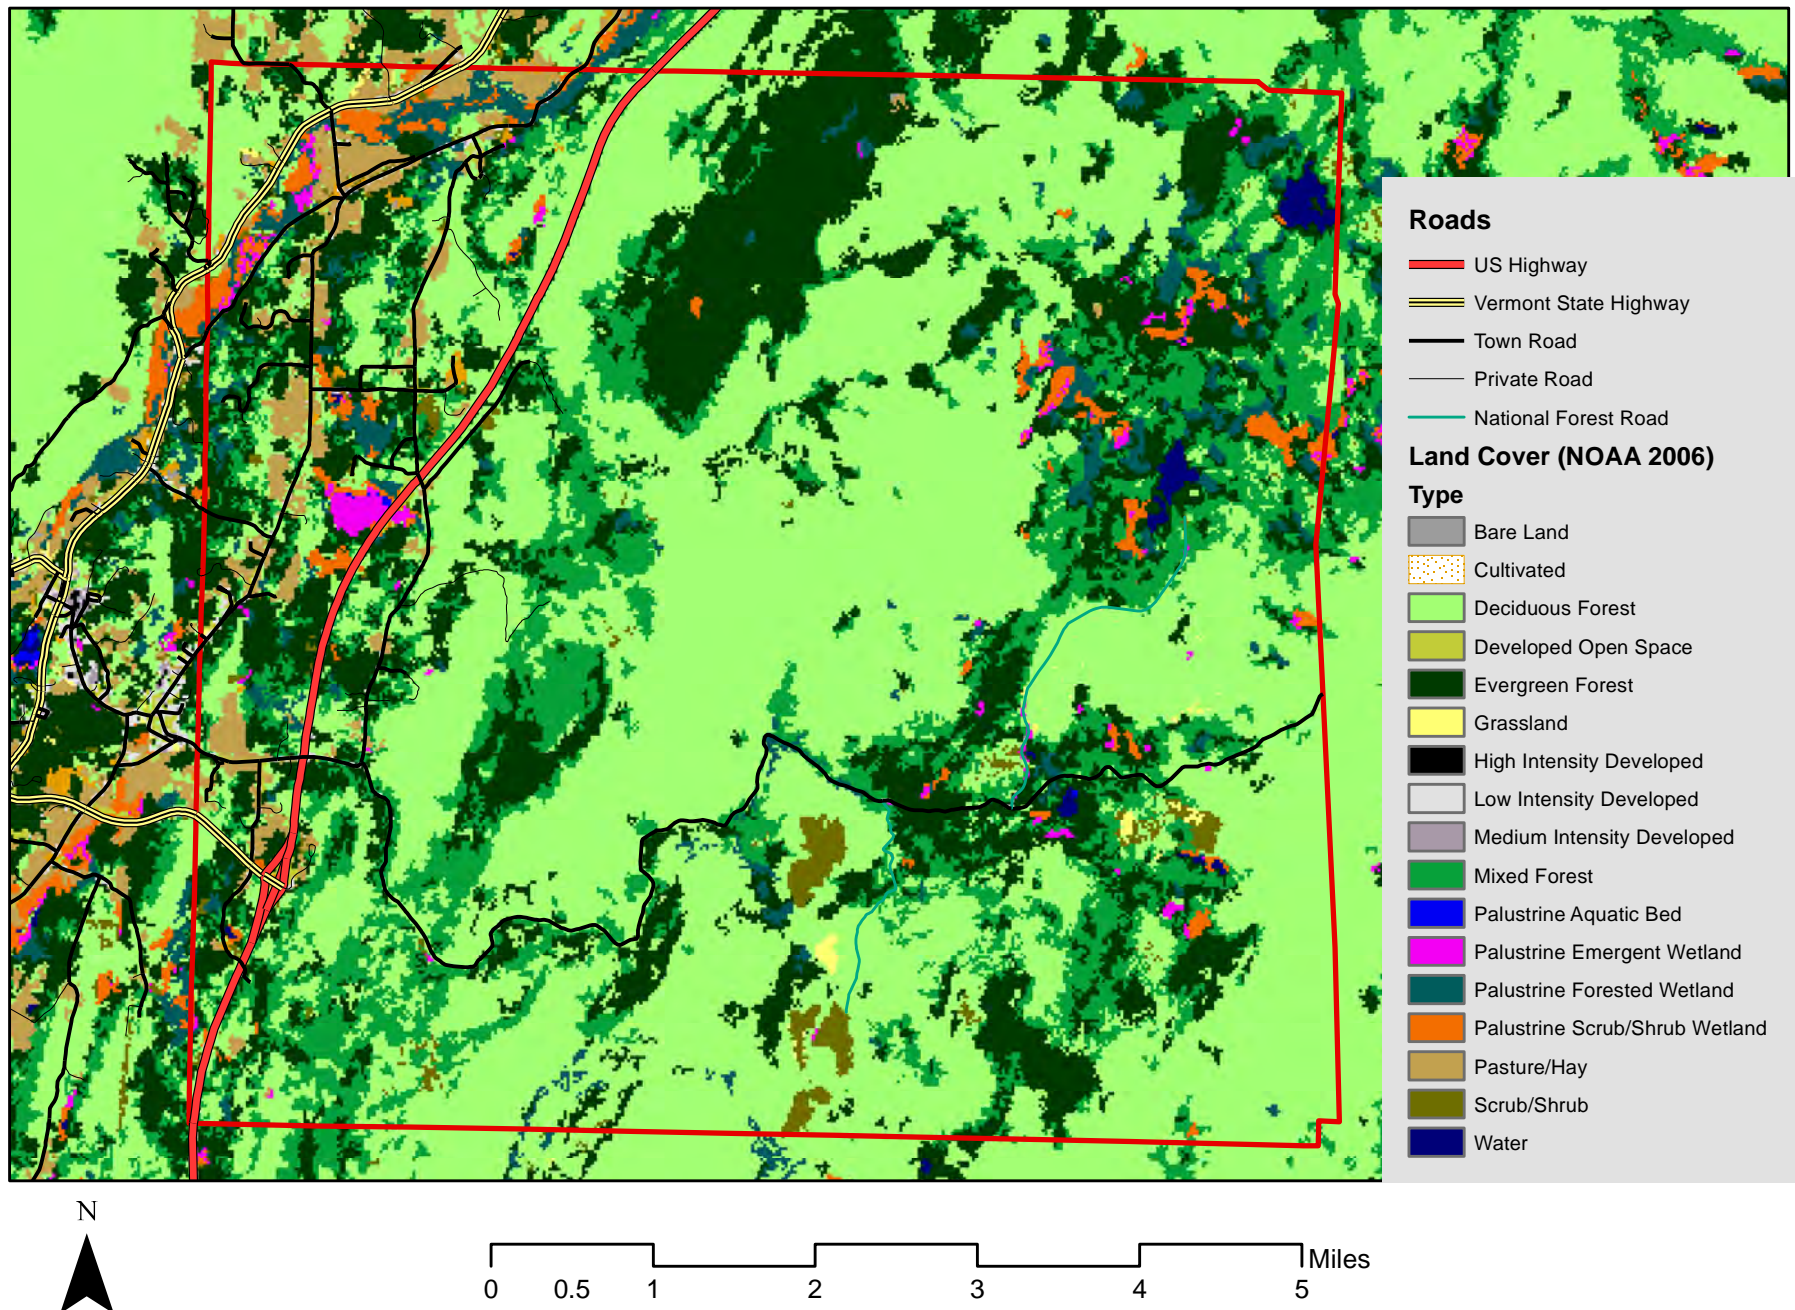 Roads
US Highway
Vermont State Highway
Town Road
Private Road
National Forest Road
Land Cover (NOAA 2006)
Type
Bare Land
Cultivated
Deciduous Forest
Developed Open Space
Evergreen Forest
Grassland
High Intensity Developed
Low Intensity Developed
Medium Intensity Developed
Mixed Forest
Palustrine Aquatic Bed
Palustrine Emergent Wetland
Palustrine Forested Wetland
Palustrine Scrub/Shrub Wetland
Pasture/Hay
Scrub/Shrub
Water
N
Miles
0 0.5 1 2 3 4 5